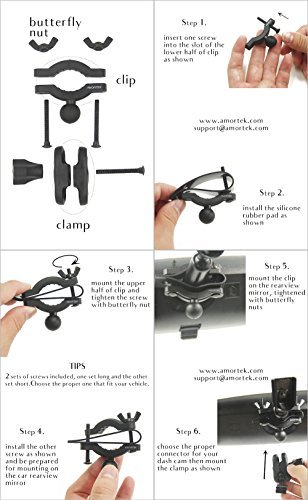 butterfly
nut
clip
clamp
Step 1.
insert one screw
into the slot of the
lower half of clip
as shown
www.amortek.com
support@amortek.com
Step 2.
install the silicone
rubber pad as
shown
Step 3.
mount the upper
half of clip and
tighten the screw
with butterfly nut
TIPS
2 sets of screws included, one set long and the other
set short.Choose the proper one that fit your vehicle.
Step 4.
install the other
screw as shown
and be prepared
for mounting on
the car rearview
mirror
Step 5.
mount the clip
on the rearview
mirror, tightened
with butterfly
nuts
www.amortek.com
support@amortek.com
Step 6.
choose the proper
connector for your
dash cam then mount
the clamp as shown